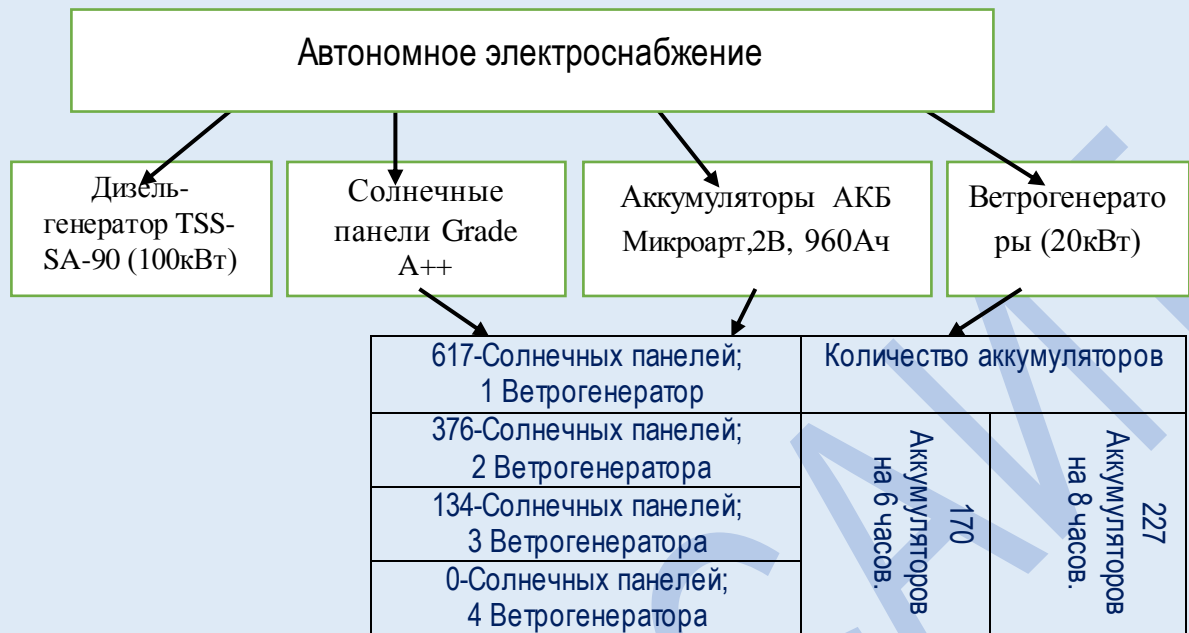 Автономное электроснабжение
Дизель-
генератор TSS-
SA-90 (100кВт)
Солнечные
панели Grade
A++
Аккумуляторы АКБ
Микроарт,2В, 960Ач
Ветрогенерато
ры (20кВт)
617-Солнечных панелей;
1 Ветрогенератор
Количество аккумуляторов
376-Солнечных панелей;
2 Ветрогенератора
134-Солнечных панелей;
3 Ветрогенератора
0-Солнечных панелей;
4 Ветрогенератора
170
Аккумуляторов
на 6 часов.
227
Аккумуляторов
на 8 часов.